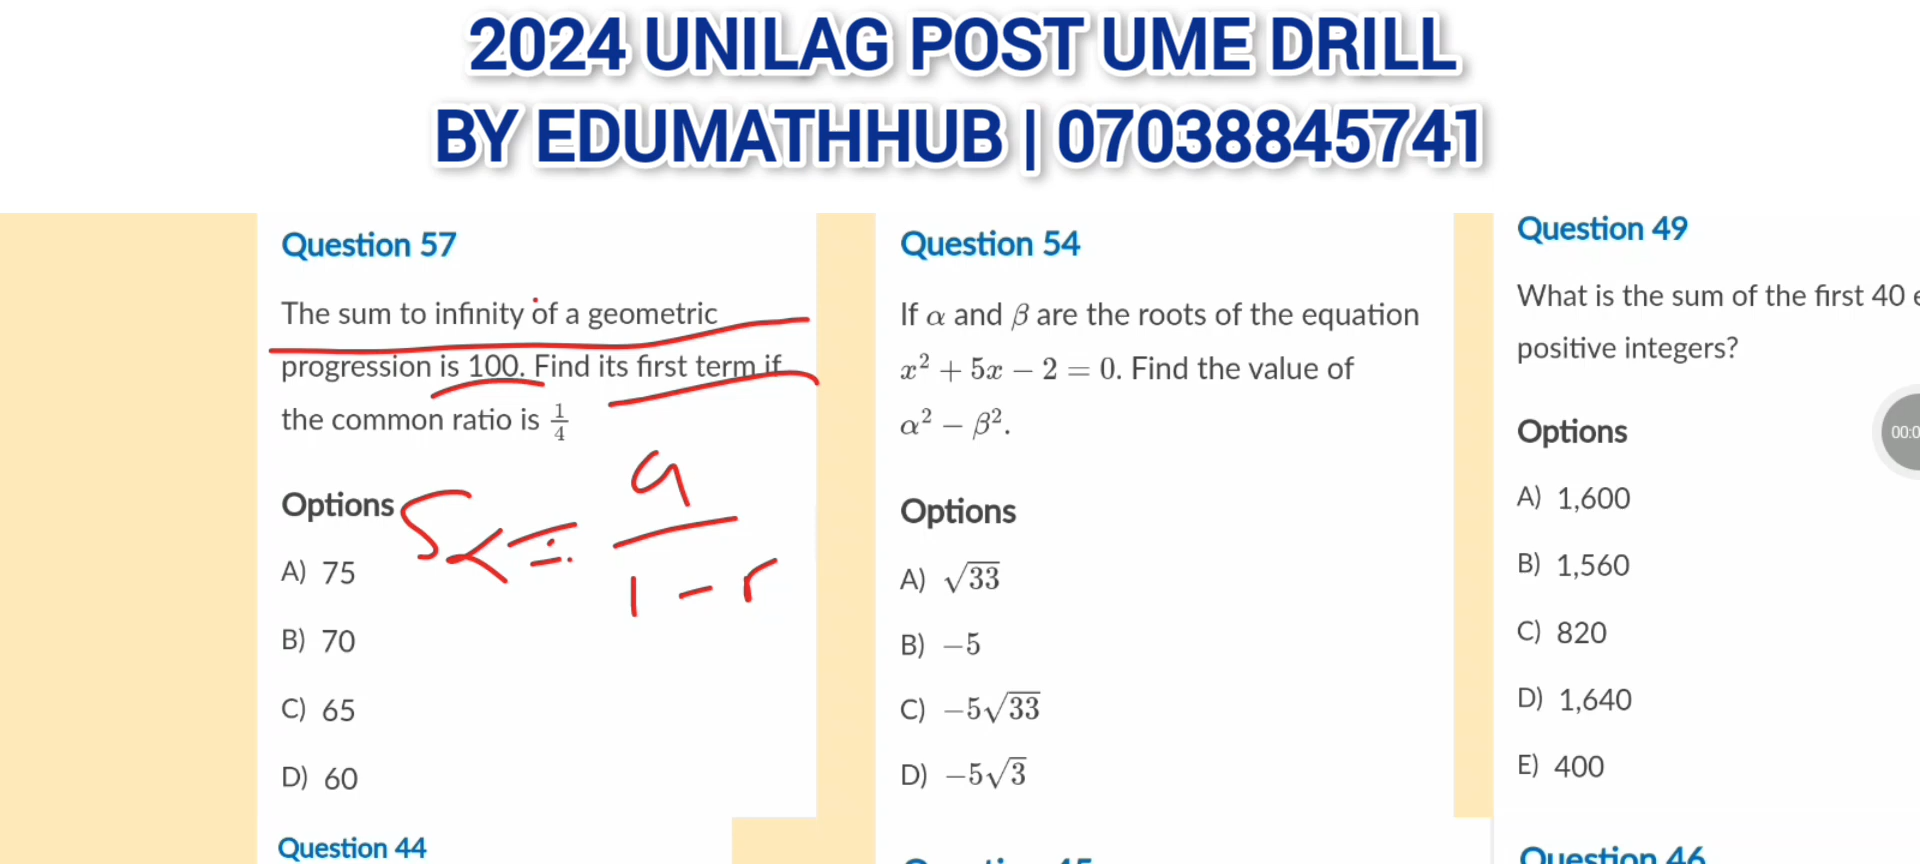 2024 UNILAG POST UME DRILL
BY EDUMATHHUB | 07038845741
Question 57
The sum to infinity of a geometric
progression is 100. Find its first term if
the common ratio is 1/4
S∝ = a / 1 - r
Options
A) 75
B) 70
C) 65
D) 60
Question 44
Question 54
If α and β are the roots of the equation
x² + 5x − 2 = 0. Find the value of
α² − β².
Options
A) √33
B) −5
C) −5√33
D) −5√3
Question 49
What is the sum of the first 40
positive integers?
Options
A) 1,600
B) 1,560
C) 820
D) 1,640
E) 400
00:0
Question 46